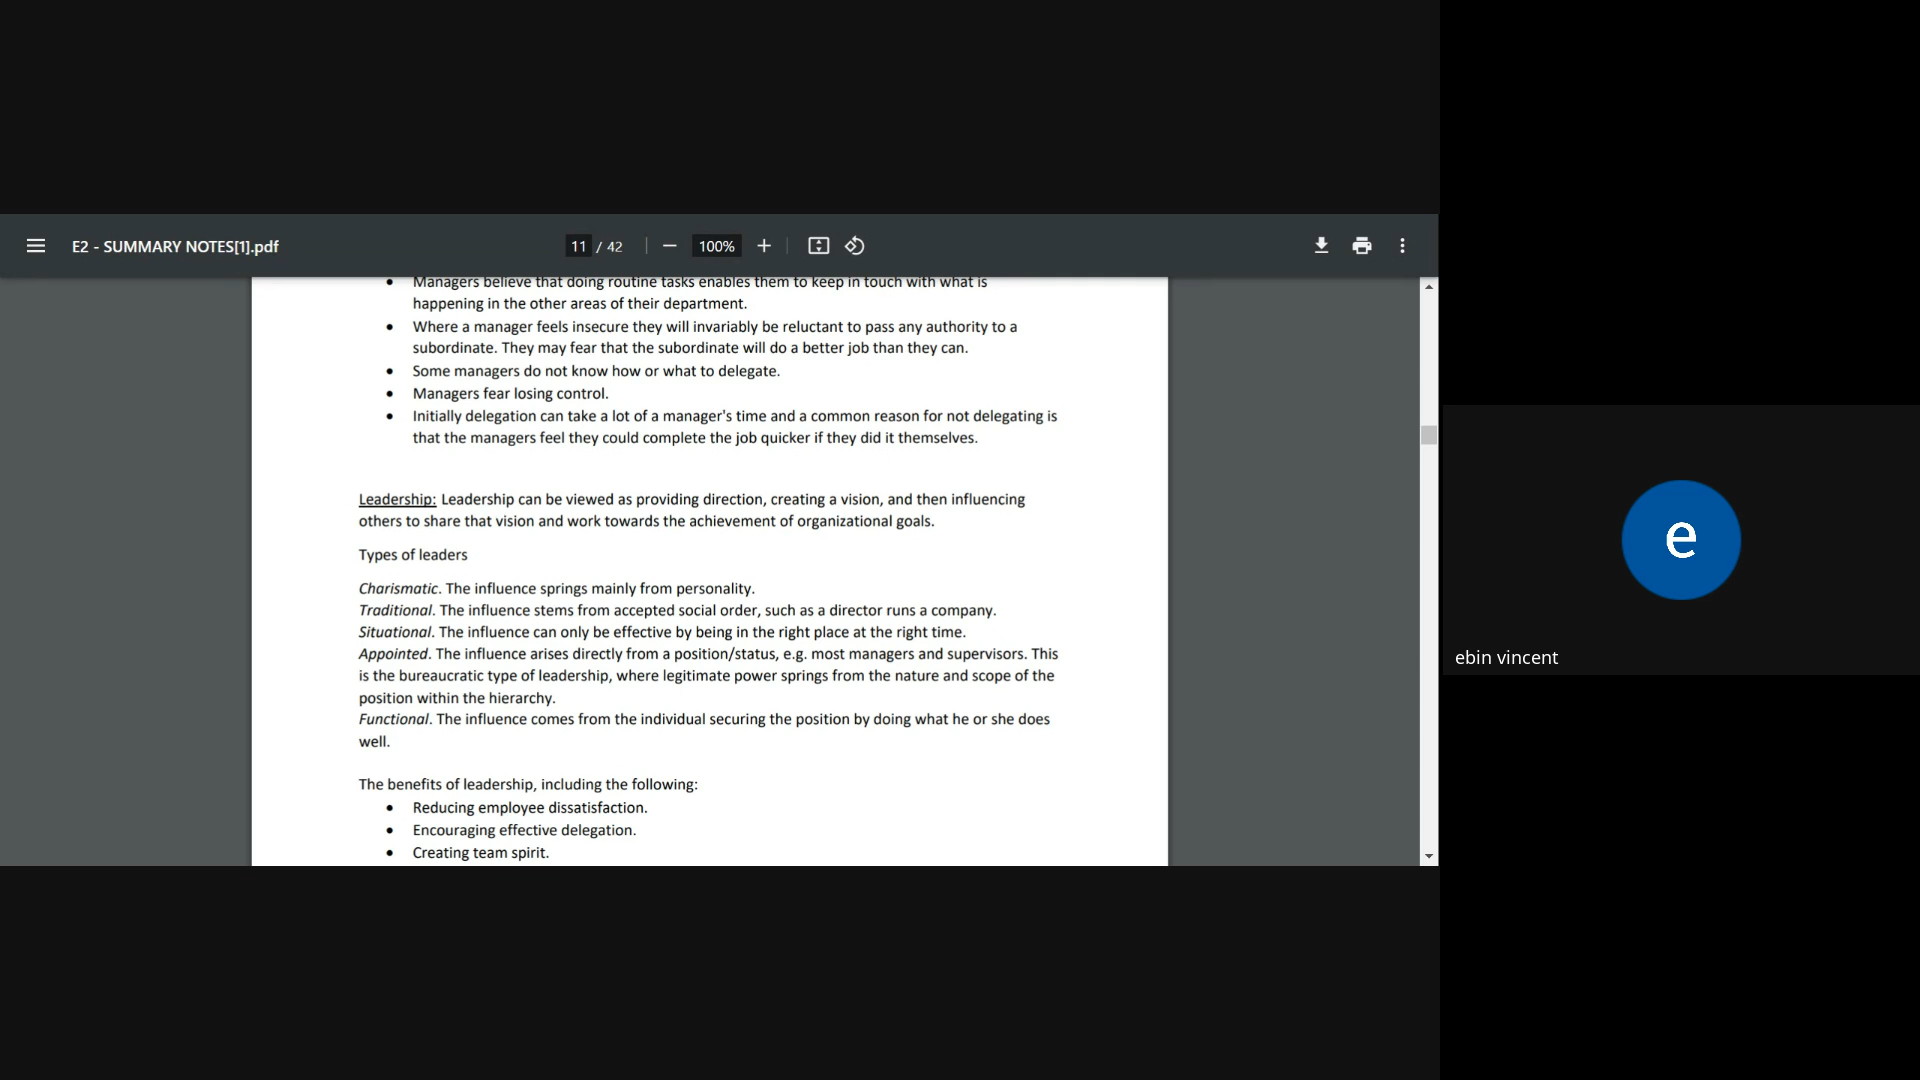 E2 - SUMMARY NOTES[1].pdf
11 / 42
100%
• Managers believe that doing routine tasks enables them to keep in touch with what is
happening in the other areas of their department.
• Where a manager feels insecure they will invariably be reluctant to pass any authority to a
subordinate. They may fear that the subordinate will do a better job than they can.
• Some managers do not know how or what to delegate.
• Managers fear losing control.
• Initially delegation can take a lot of a manager's time and a common reason for not delegating is
that the managers feel they could complete the job quicker if they did it themselves.
Leadership: Leadership can be viewed as providing direction, creating a vision, and then influencing
others to share that vision and work towards the achievement of organizational goals.
Types of leaders
Charismatic. The influence springs mainly from personality.
Traditional. The influence stems from accepted social order, such as a director runs a company.
Situational. The influence can only be effective by being in the right place at the right time.
Appointed. The influence arises directly from a position/status, e.g. most managers and supervisors. This
is the bureaucratic type of leadership, where legitimate power springs from the nature and scope of the
position within the hierarchy.
Functional. The influence comes from the individual securing the position by doing what he or she does
well.
The benefits of leadership, including the following:
• Reducing employee dissatisfaction.
• Encouraging effective delegation.
• Creating team spirit.
e
ebin vincent